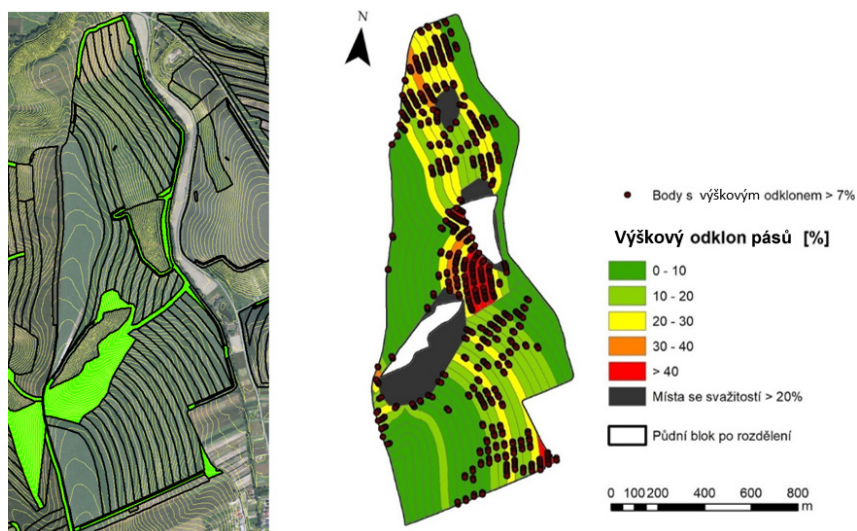 N
Body s výškovým odklonem > 7%
Výškový odklon pásů [%]
0 - 10
10 - 20
20 - 30
30 - 40
> 40
Místa se svažitostí > 20%
Půdní blok po rozdělení
0 100 200 400 600 800
m